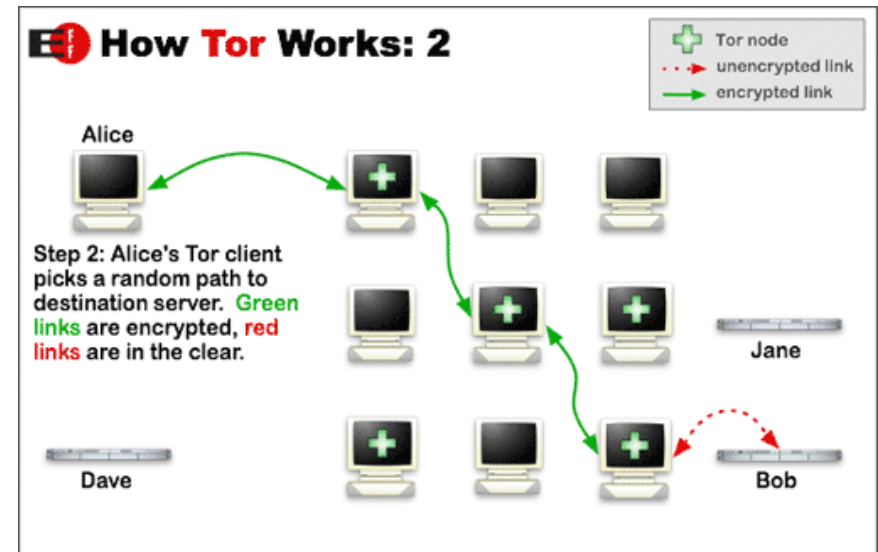 EFF How Tor Works: 2
Tor node
unencrypted link
encrypted link
Alice
Step 2: Alice's Tor client
picks a random path to
destination server. Green
links are encrypted, red
links are in the clear.
Jane
Dave
Bob